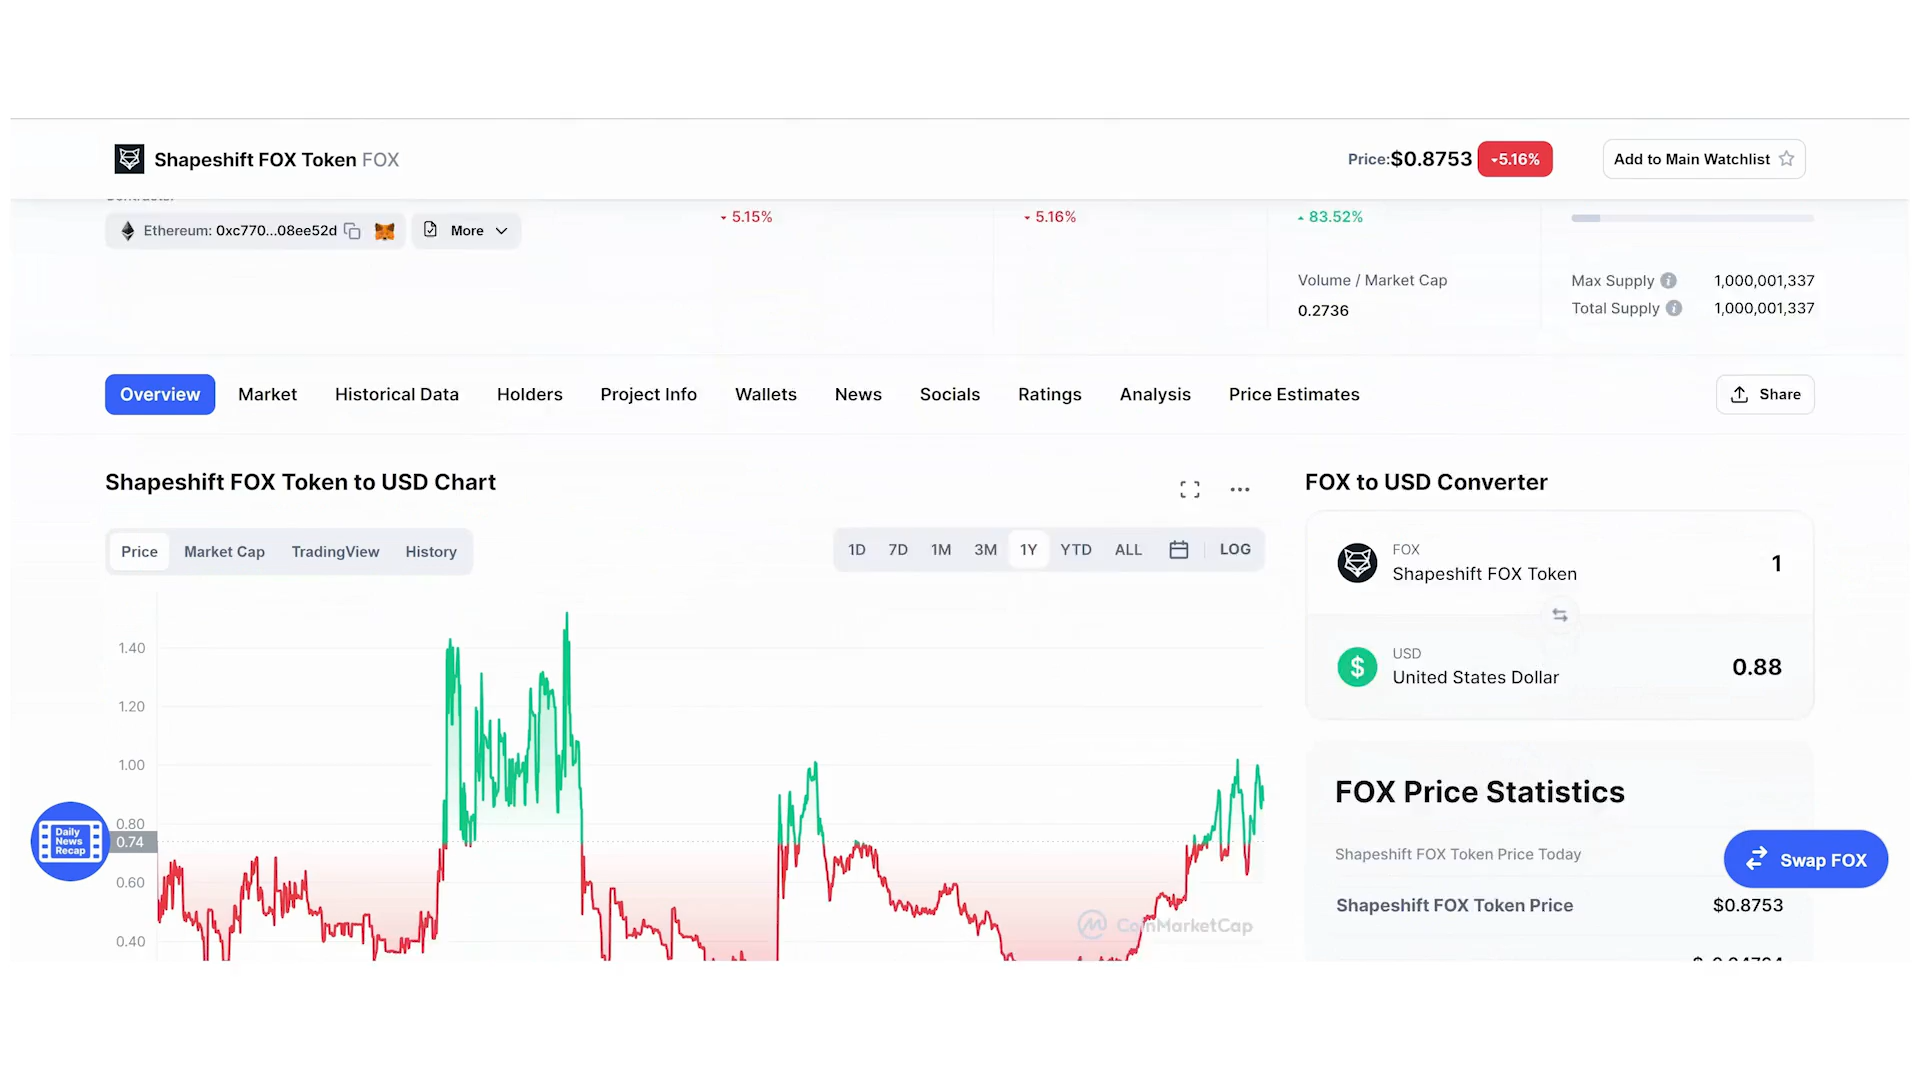 Shapeshift FOX Token FOX
Price:$0.8753 5.16%
Add to Main Watchlist
Ethereum: 0xc770...08ee52d
More
5.15%
5.16%
83.52%
Volume / Market Cap
0.2736
Max Supply 1,000,001,337
Total Supply 1,000,001,337
Overview Market Historical Data Holders Project Info Wallets News Socials Ratings Analysis Price Estimates
Share
Shapeshift FOX Token to USD Chart
Price Market Cap TradingView History
1D 7D 1M 3M 1Y YTD ALL LOG
1.40
1.20
1.00
0.80
0.74
0.60
0.40
CoinMarketCap
Daily
News
Recap
FOX to USD Converter
FOX
Shapeshift FOX Token
1
USD
United States Dollar
0.88
FOX Price Statistics
Shapeshift FOX Token Price Today
Swap FOX
Shapeshift FOX Token Price $0.8753